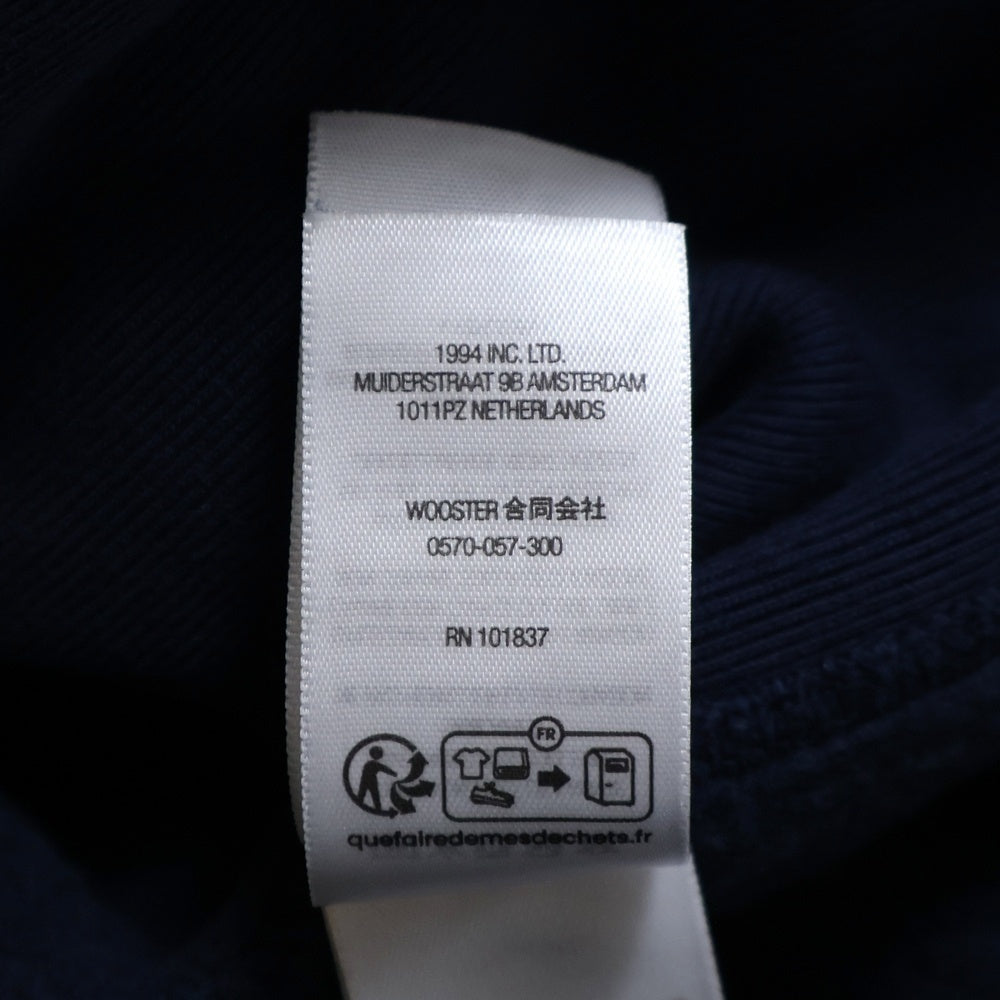 1994 INC. LTD.
MUIDERSTRAAT 9B AMSTERDAM
1011PZ NETHERLANDS
WOOSTER 合同会社
0570-057-300
RN 101837
FR
quefairedemesdechets.fr